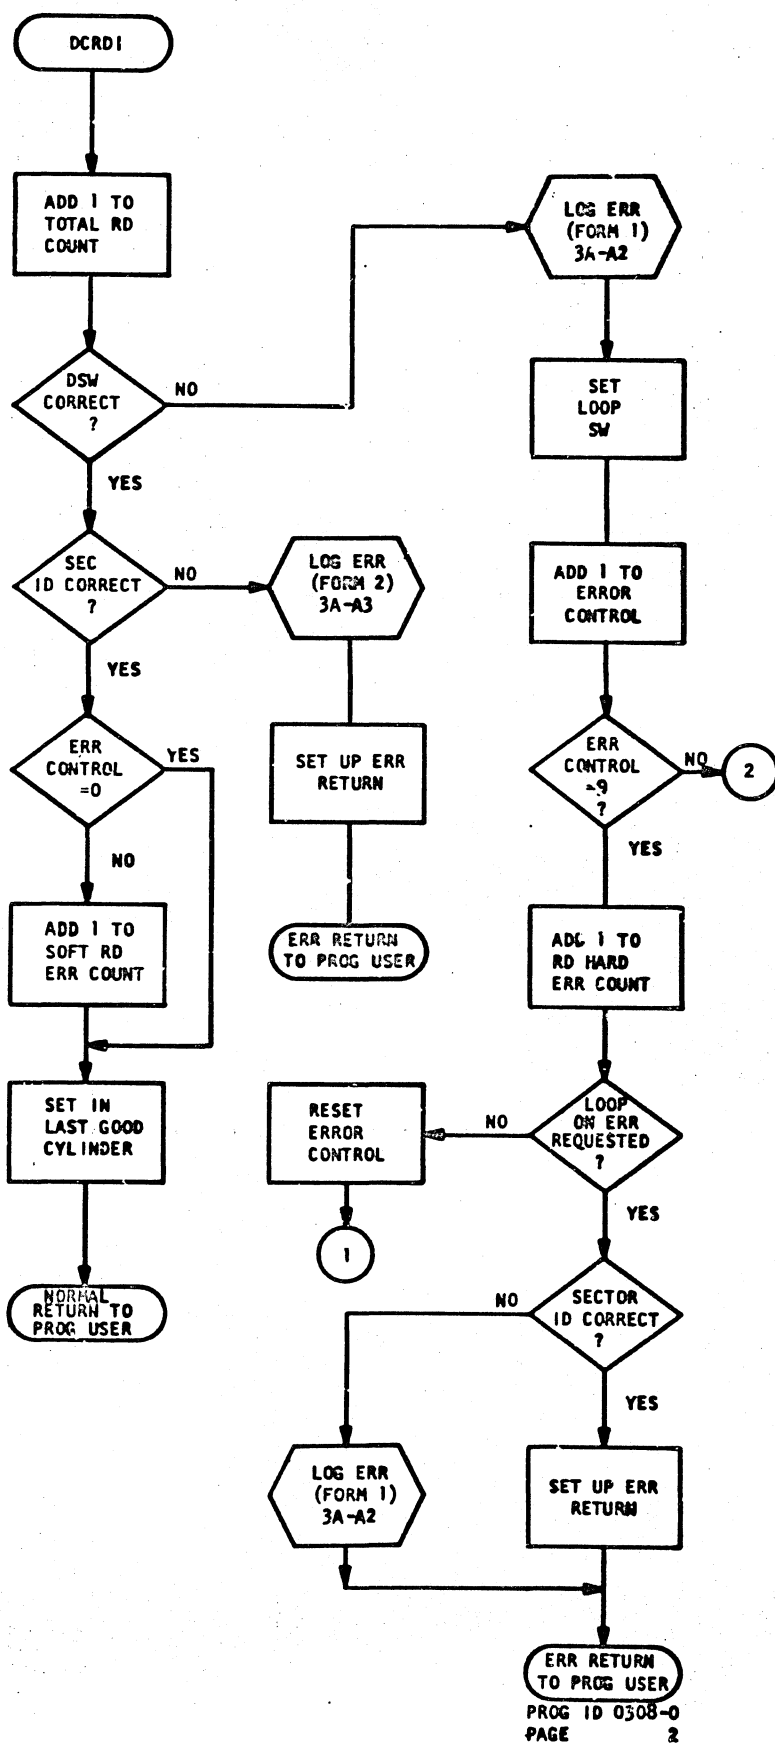 DCRDI
ADD 1 TO
TOTAL RD
COUNT
DSW
CORRECT
?
NO
YES
SEC
ID CORRECT
?
NO
YES
LOG ERR
(FORM 2)
3A-A3
SET UP ERR
RETURN
ERR RETURN
TO PROG USER
ERR
CONTROL
=0
YES
NO
ADD 1 TO
SOFT RD
ERR COUNT
SET IN
LAST GOOD
CYLINDER
NORMAL
RETURN TO
PROG USER
LOG ERR
(FORM 1)
3A-A2
SET
LOOP
SW
ADD 1 TO
ERROR
CONTROL
ERR
CONTROL
=9
?
NO
2
YES
ADD 1 TO
RD HARD
ERR COUNT
LOOP
ON ERR
REQUESTED
?
NO
RESET
ERROR
CONTROL
1
YES
SECTOR
ID CORRECT
?
NO
YES
LOG ERR
(FORM 1)
3A-A2
SET UP ERR
RETURN
ERR RETURN
TO PROG USER
PROG ID 0308-0
PAGE 2